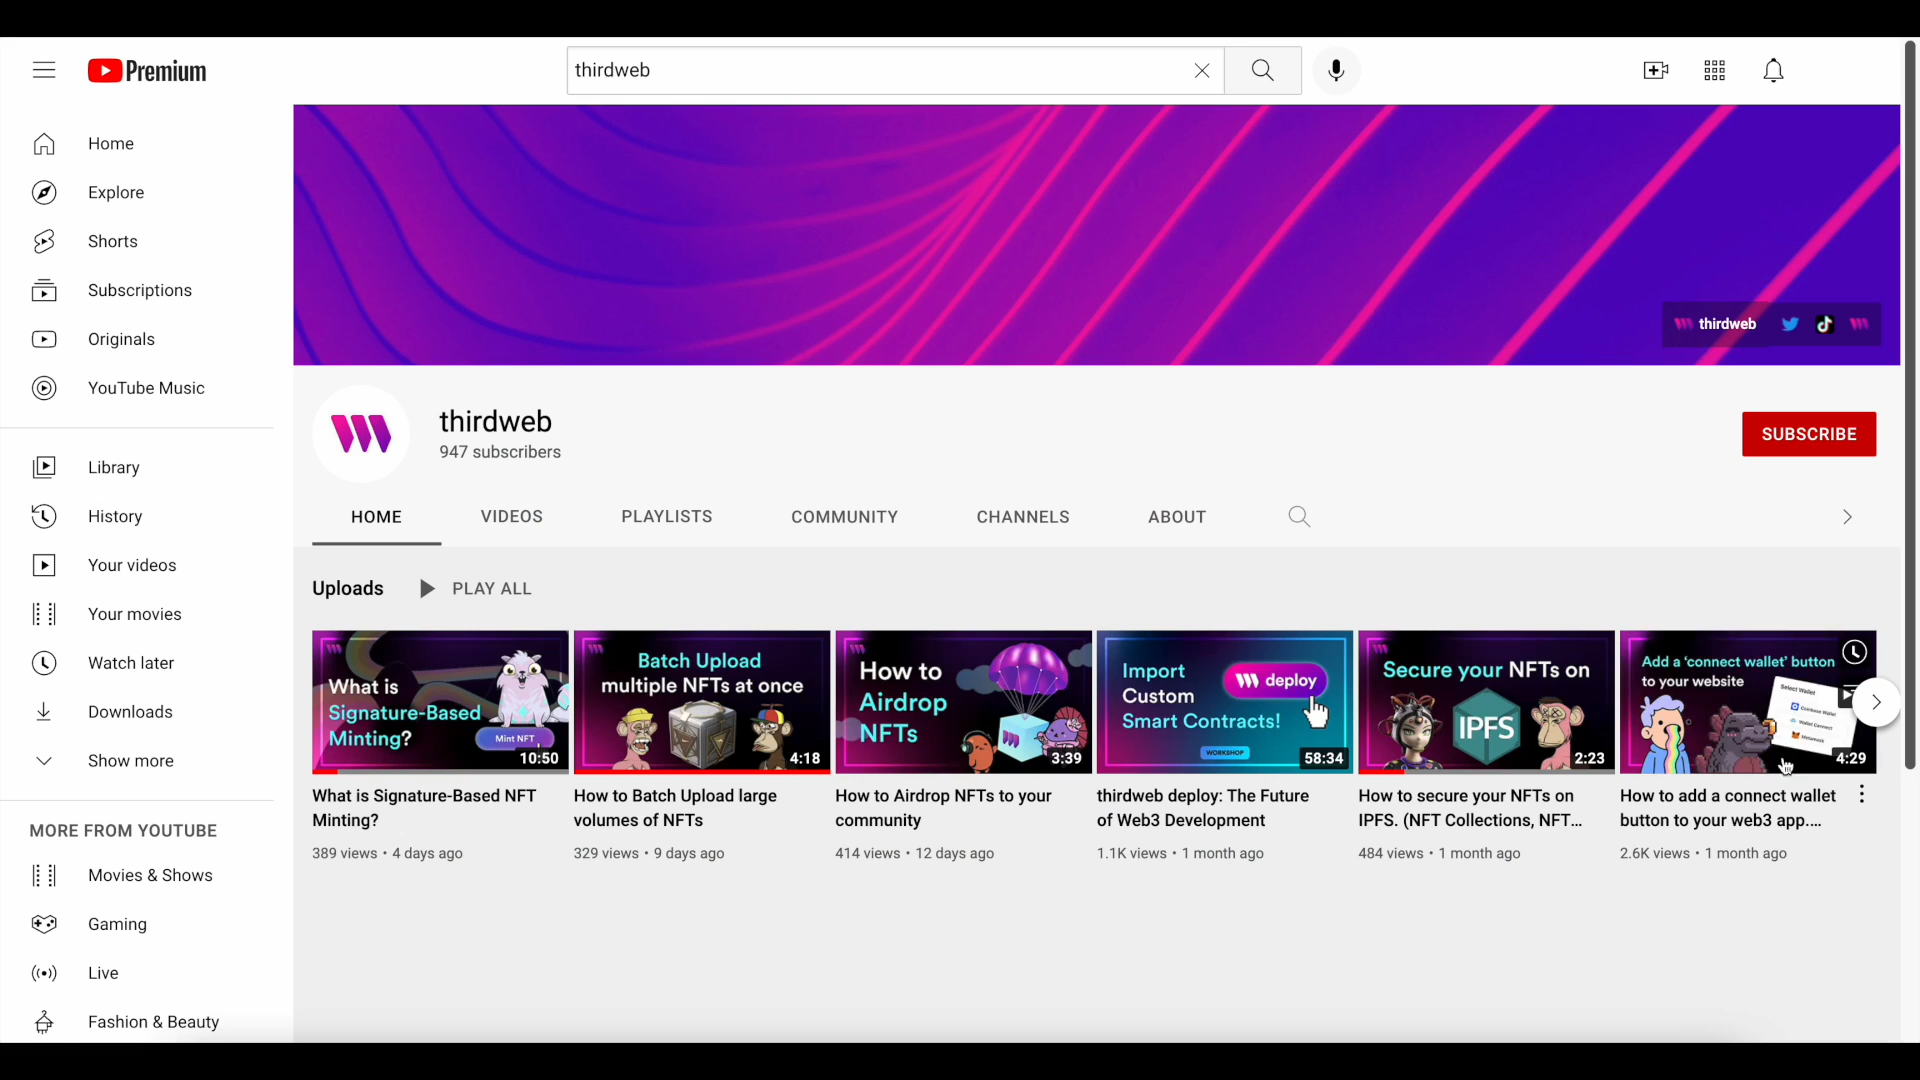 Premium
thirdweb
Home
Explore
Shorts
Subscriptions
Originals
YouTube Music
Library
History
Your videos
Your movies
Watch later
Downloads
Show more
MORE FROM YOUTUBE
Movies & Shows
Gaming
Live
Fashion & Beauty
thirdweb
thirdweb
947 subscribers
SUBSCRIBE
HOME VIDEOS PLAYLISTS COMMUNITY CHANNELS ABOUT
Uploads PLAY ALL
What is
Signature-Based
Minting?
Mint NFT
10:50
What is Signature-Based NFT
Minting?
389 views • 4 days ago
Batch Upload
multiple NFTs at once
4:18
How to Batch Upload large
volumes of NFTs
329 views • 9 days ago
How to
Airdrop
NFTs
3:39
How to Airdrop NFTs to your
community
414 views • 12 days ago
Import
Custom
Smart Contracts!
deploy
WORKSHOP
58:34
thirdweb deploy: The Future
of Web3 Development
1.1K views • 1 month ago
Secure your NFTs on
IPFS
2:23
How to secure your NFTs on
IPFS. (NFT Collections, NFT...
484 views • 1 month ago
Add a 'connect wallet' button
to your website
Select Wallet
Coinbase Wallet
Wallet Connect
Metamask
4:29
How to add a connect wallet
button to your web3 app....
2.6K views • 1 month ago